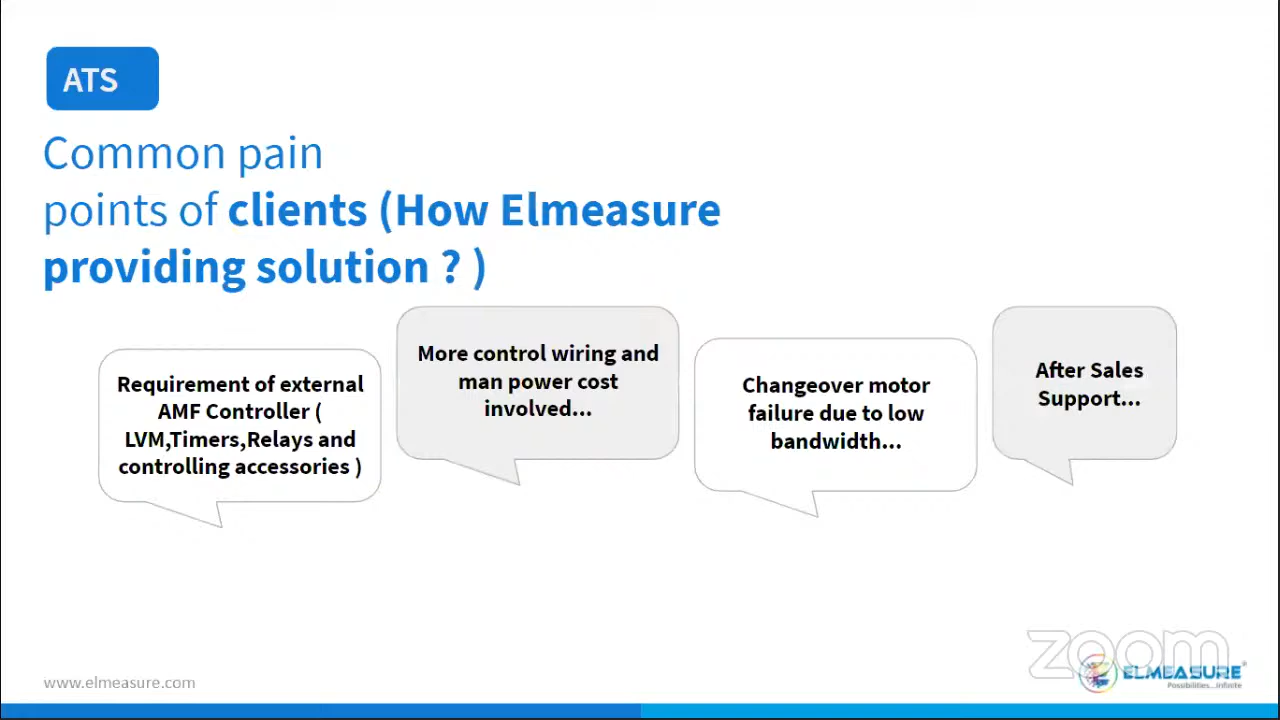 ATS
Common pain
points of clients (How Elmeasure
providing solution ? )
Requirement of external
AMF Controller (
LVM,Timers,Relays and
controlling accessories )
More control wiring and
man power cost
involved...
Changeover motor
failure due to low
bandwidth...
After Sales
Support...
www.elmeasure.com
zoom
ELMEASURE
Possibilities...Infinite